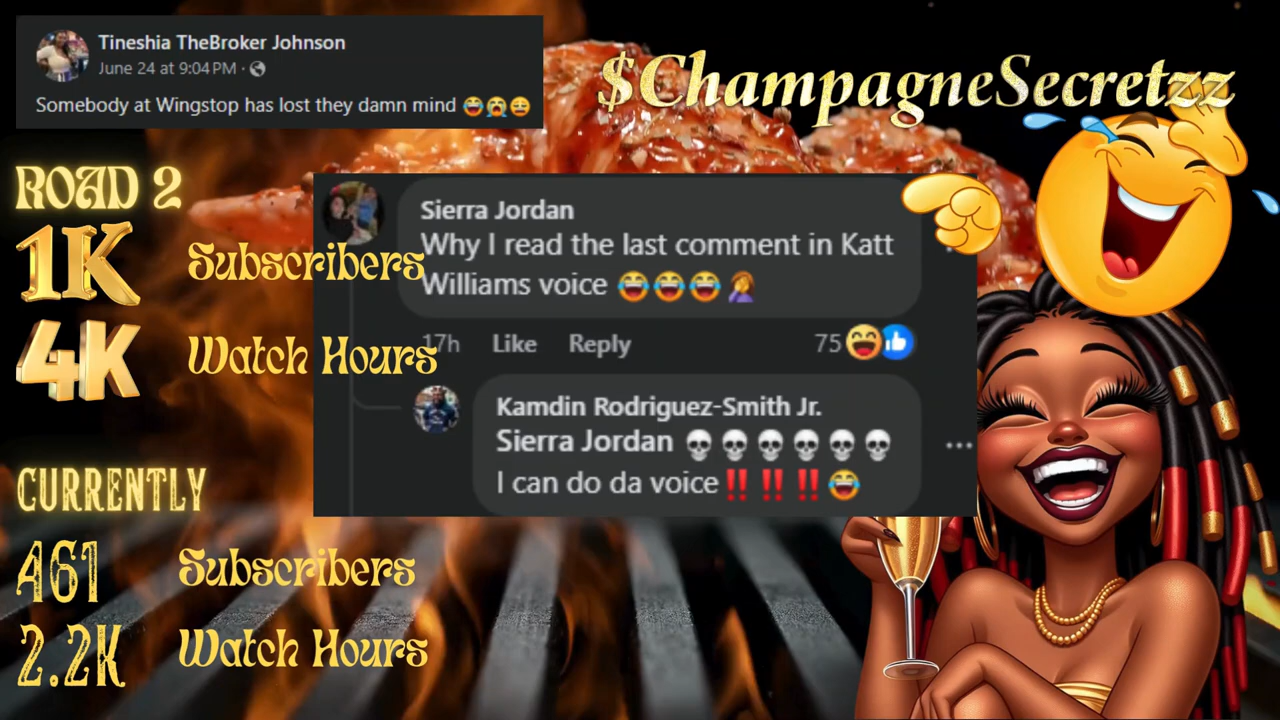 Tineshia TheBroker Johnson
June 24 at 9:04 PM ·
Somebody at Wingstop has lost they damn mind 😂😭😄
$ChampagneSecretzz
ROAD 2
1K Subscribers
4K Watch Hours
CURRENTLY
461 Subscribers
2.2K Watch Hours
Sierra Jordan
Why I read the last comment in Katt
Williams voice 😂😂😂🤦‍♀️
17h Like Reply 75
Kamdin Rodriguez-Smith Jr.
Sierra Jordan 💀💀💀💀💀💀
I can do da voice‼️‼️‼️😂